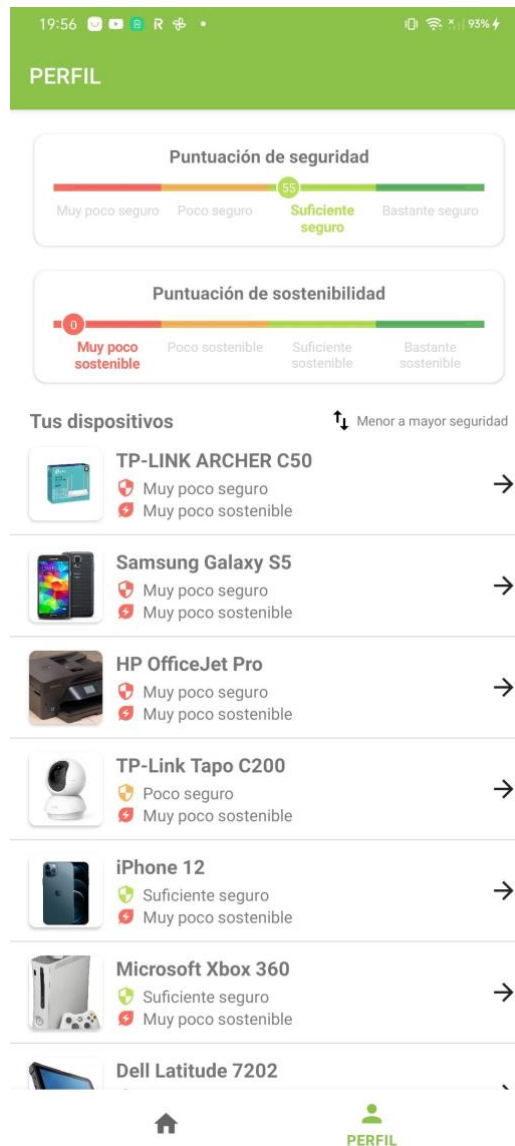 19:56
R
93%
PERFIL
Puntuación de seguridad
55
Muy poco seguro
Poco seguro
Suficiente
seguro
Bastante seguro
Puntuación de sostenibilidad
0
Muy poco
sostenible
Poco sostenible
Suficiente
sostenible
Bastante
sostenible
Tus dispositivos
Menor a mayor seguridad
TP-LINK ARCHER C50
Muy poco seguro
Muy poco sostenible
Samsung Galaxy S5
Muy poco seguro
Muy poco sostenible
HP OfficeJet Pro
Muy poco seguro
Muy poco sostenible
TP-Link Tapo C200
Poco seguro
Muy poco sostenible
iPhone 12
Suficiente seguro
Muy poco sostenible
Microsoft Xbox 360
Suficiente seguro
Muy poco sostenible
Dell Latitude 7202
PERFIL